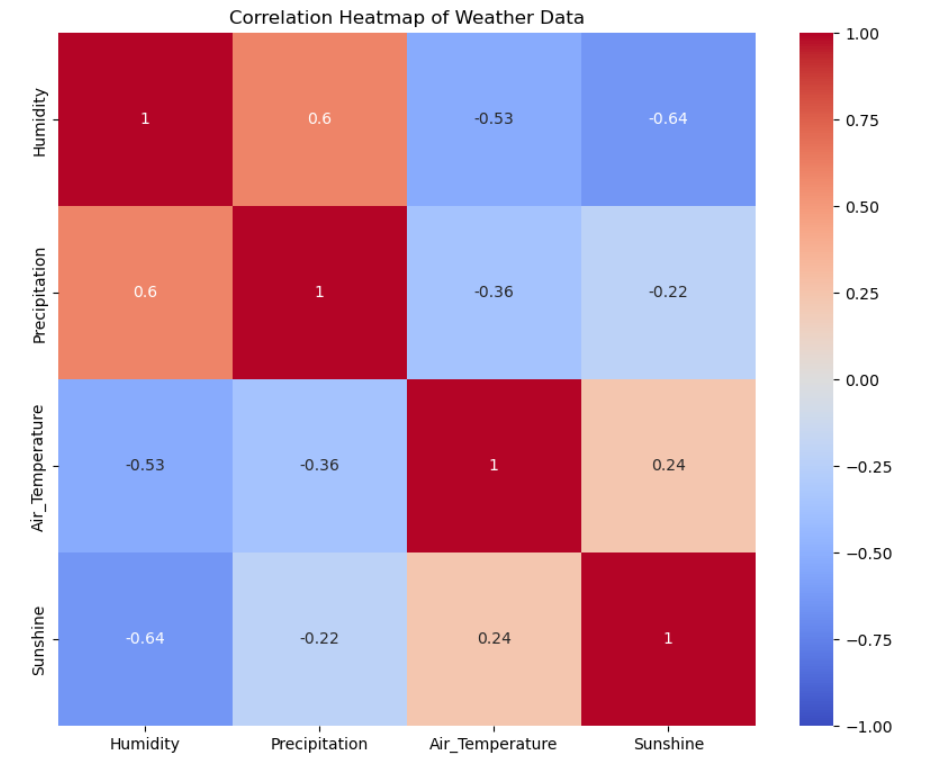 Correlation Heatmap of Weather Data
Humidity 1 0.6 -0.53 -0.64
Precipitation 0.6 1 -0.36 -0.22
Air_Temperature -0.53 -0.36 1 0.24
Sunshine -0.64 -0.22 0.24 1
Humidity Precipitation Air_Temperature Sunshine
1.00
0.75
0.50
0.25
0.00
−0.25
−0.50
−0.75
−1.00